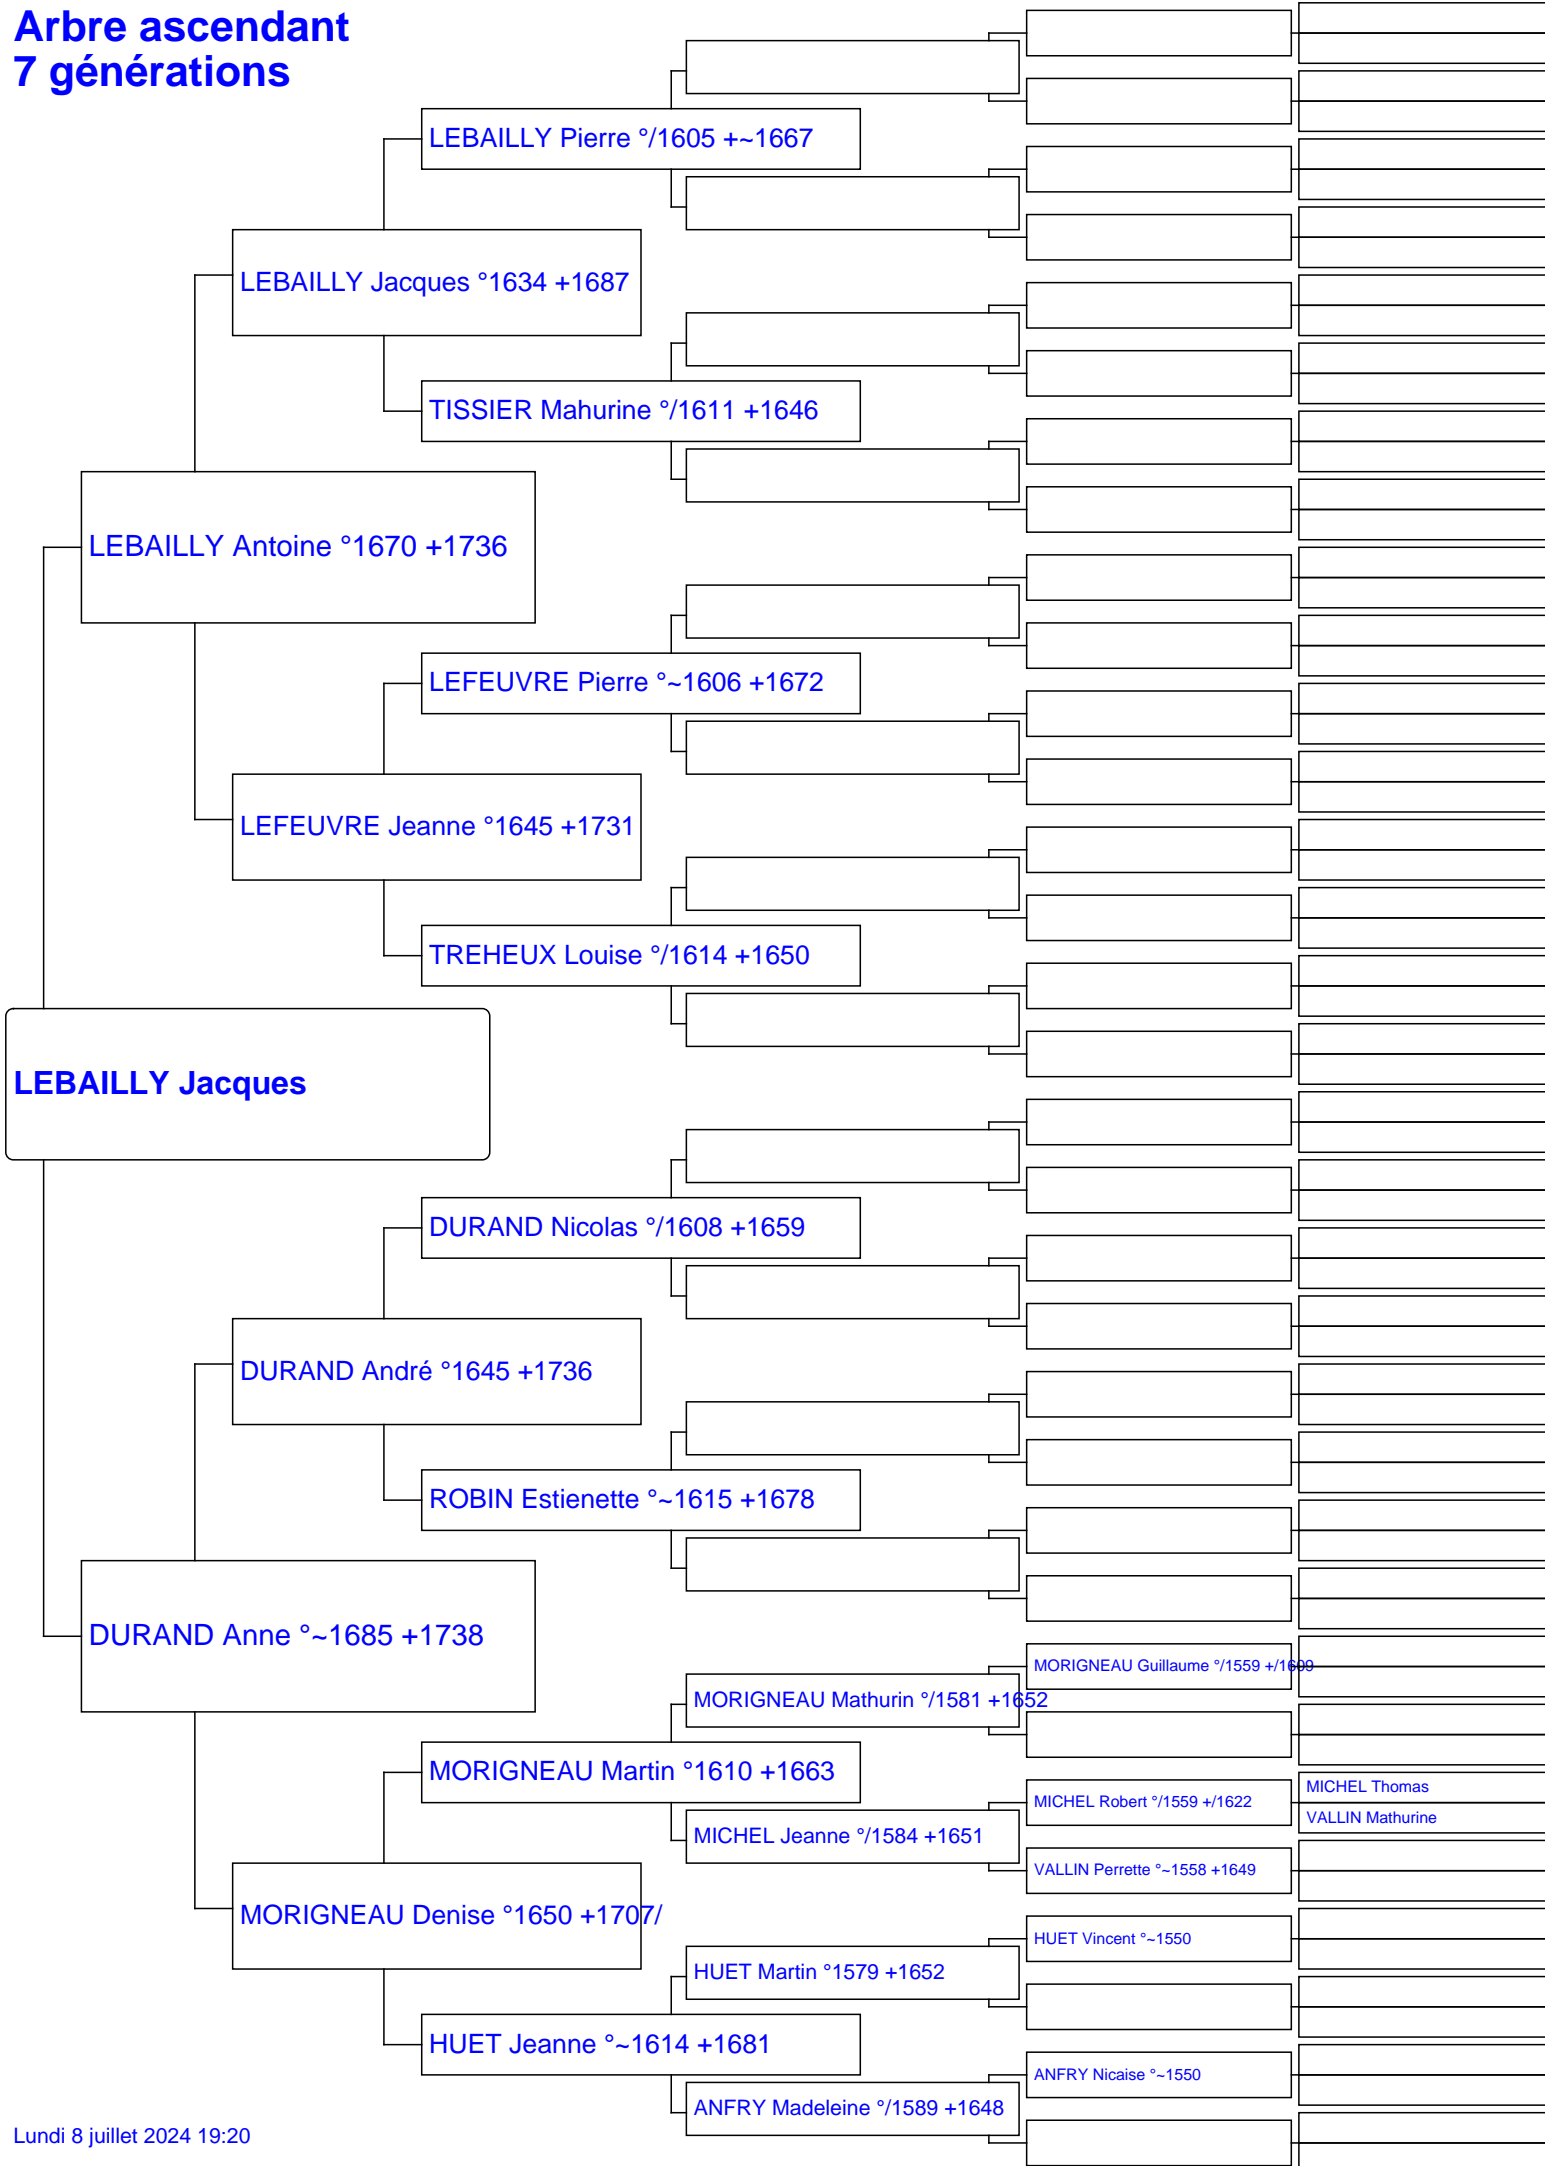 Arbre ascendant
7 générations
LEBAILLY Pierre °/1605 +~1667
LEBAILLY Jacques °1634 +1687
TISSIER Mahurine °/1611 +1646
LEBAILLY Antoine °1670 +1736
LEFEUVRE Pierre °~1606 +1672
LEFEUVRE Jeanne °1645 +1731
TREHEUX Louise °/1614 +1650
LEBAILLY Jacques
DURAND Nicolas °/1608 +1659
DURAND André °1645 +1736
ROBIN Estienette °~1615 +1678
DURAND Anne °~1685 +1738
MORIGNEAU Guillaume °/1559 +/1609
MORIGNEAU Mathurin °/1581 +1652
MORIGNEAU Martin °1610 +1663
MICHEL Thomas
MICHEL Robert °/1559 +/1622
VALLIN Mathurine
MICHEL Jeanne °/1584 +1651
VALLIN Perrette °~1558 +1649
MORIGNEAU Denise °1650 +1707/
HUET Vincent °~1550
HUET Martin °1579 +1652
HUET Jeanne °~1614 +1681
ANFRY Nicaise °~1550
ANFRY Madeleine °/1589 +1648
Lundi 8 juillet 2024 19:20